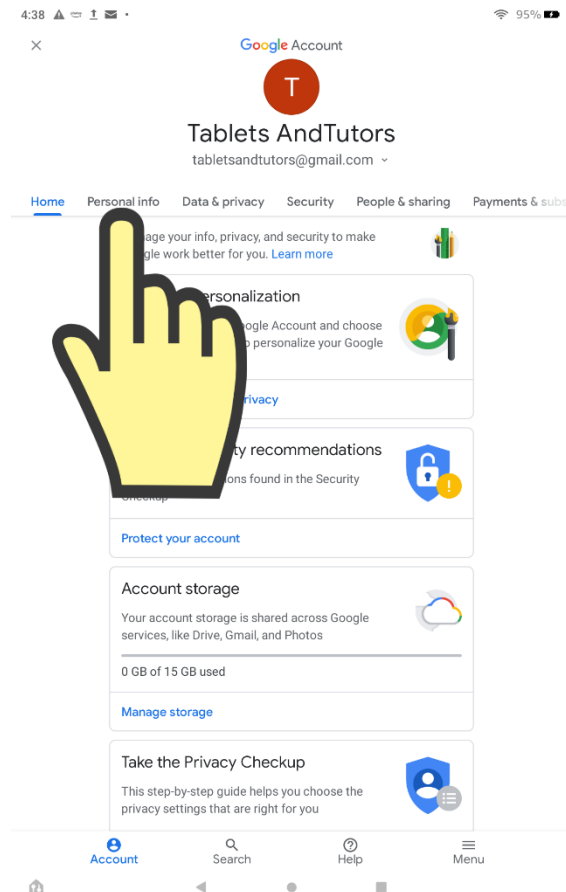 4:38
95%
Google Account
T
Tablets AndTutors
tabletsandtutors@gmail.com
Home Personal info Data & privacy Security People & sharing Payments & subs
age your info, privacy, and security to make
gle work better for you. Learn more
ersonalization
oogle Account and choose
o personalize your Google
rivacy
ty recommendations
ions found in the Security
Checkup
Protect your account
Account storage
Your account storage is shared across Google
services, like Drive, Gmail, and Photos
0 GB of 15 GB used
Manage storage
Take the Privacy Checkup
This step-by-step guide helps you choose the
privacy settings that are right for you
Account Search Help Menu